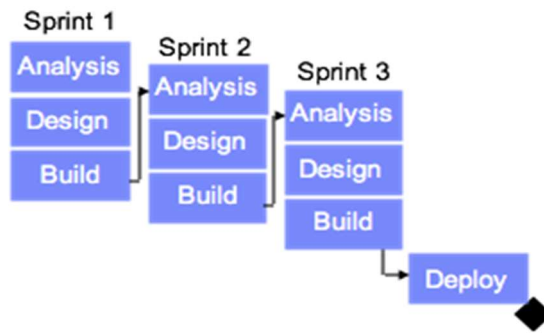 Sprint 1
Analysis
Design
Build
Sprint 2
Analysis
Design
Build
Sprint 3
Analysis
Design
Build
Deploy